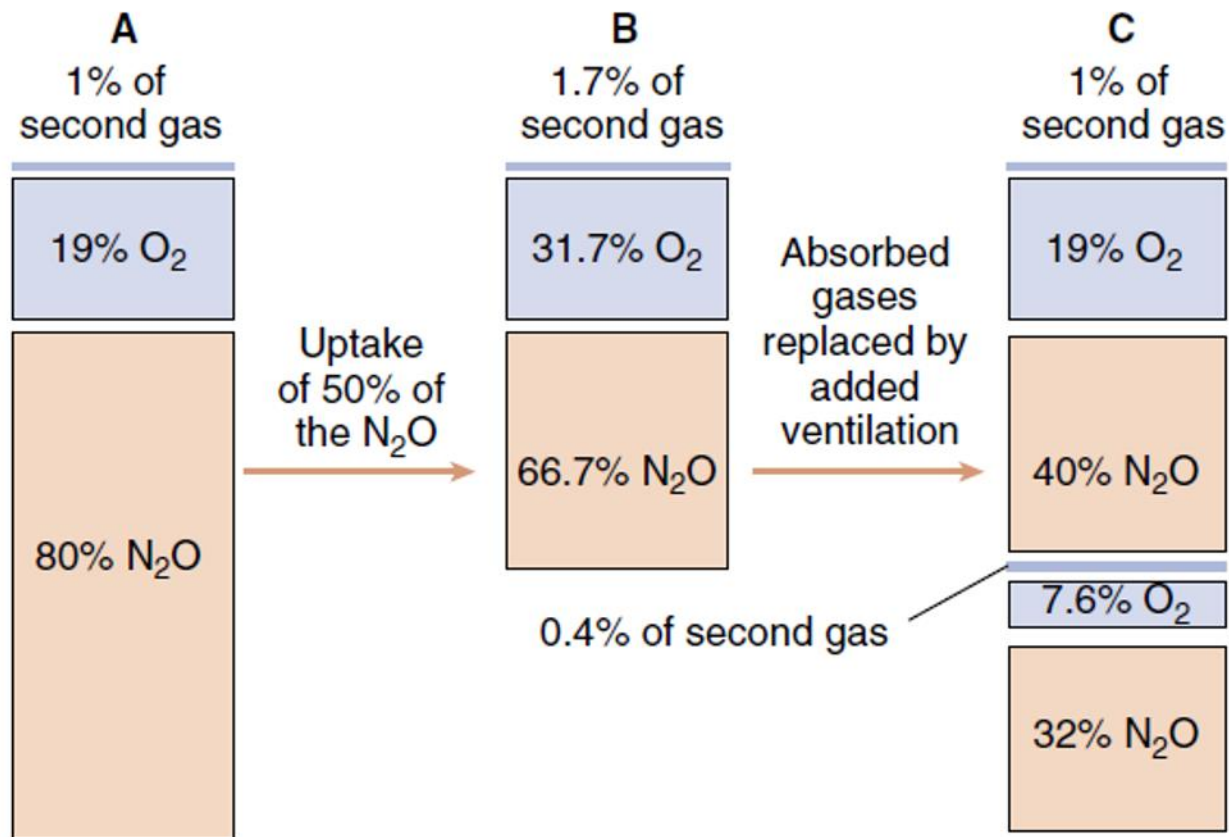 A
1% of
second gas
19% O₂
80% N₂O
Uptake
of 50% of
the N₂O
B
1.7% of
second gas
31.7% O₂
66.7% N₂O
Absorbed
gases
replaced by
added
ventilation
C
1% of
second gas
19% O₂
40% N₂O
0.4% of second gas
7.6% O₂
32% N₂O